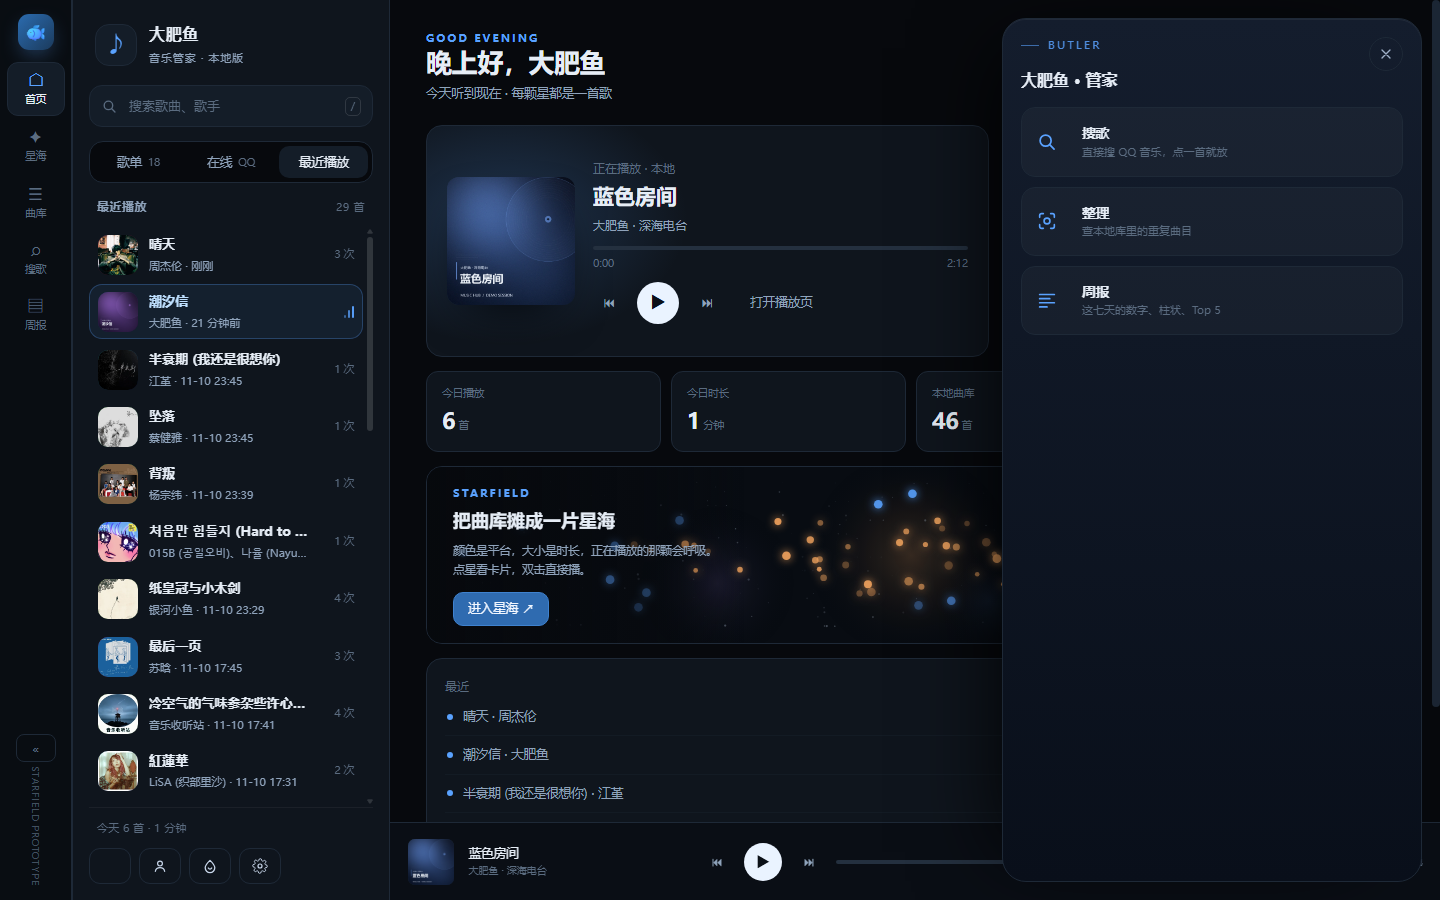 首页
星海
曲库
搜歌
周报
«
STARFIELD PROTOTYPE
大肥鱼
音乐管家 · 本地版
搜索歌曲、歌手
/
歌单 18
在线 QQ
最近播放
最近播放
29 首
晴天
周杰伦 · 刚刚
3 次
潮汐信
大肥鱼 · 21 分钟前
半衰期 (我还是很想你)
江堇 · 11-10 23:45
1 次
坠落
蔡健雅 · 11-10 23:45
1 次
背叛
杨宗纬 · 11-10 23:39
1 次
처음만 힘들지 (Hard to ...
015B (공일오비)、나율 (Nayu...
1 次
纸皇冠与小木剑
银河小鱼 · 11-10 23:29
4 次
最后一页
苏晗 · 11-10 17:45
3 次
冷空气的气味参杂些许心...
音乐收听站 · 11-10 17:41
4 次
紅蓮華
LiSA (织部里沙) · 11-10 17:31
2 次
今天 6 首 · 1 分钟
GOOD EVENING
晚上好，大肥鱼
今天听到现在 · 每颗星都是一首歌
蓝色房间
正在播放 · 本地
蓝色房间
大肥鱼 · 深海电台
0:00
2:12
打开播放页
今日播放
6 首
今日时长
1 分钟
本地曲库
46 首
STARFIELD
把曲库摊成一片星海
颜色是平台，大小是时长，正在播放的那颗会呼吸。
点星看卡片，双击直接播。
进入星海 ↗
最近
晴天 · 周杰伦
潮汐信 · 大肥鱼
半衰期 (我还是很想你) · 江堇
蓝色房间
大肥鱼 · 深海电台
BUTLER
大肥鱼 • 管家
搜歌
直接搜 QQ 音乐，点一首就放
整理
查本地库里的重复曲目
周报
这七天的数字、柱状、Top 5